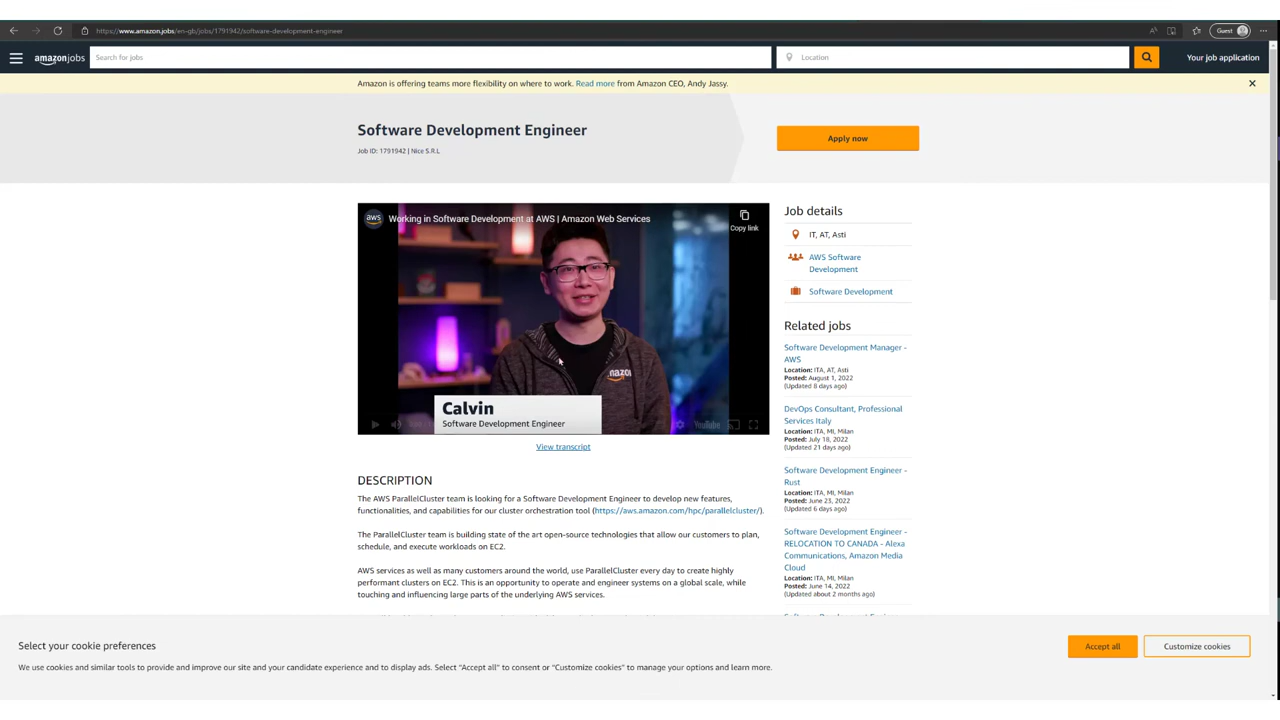 https://www.amazon.jobs/en-gb/jobs/1791942/software-development-engineer
Guest
amazonjobs
Search for jobs
Location
Your job application
Amazon is offering teams more flexibility on where to work. Read more from Amazon CEO, Andy Jassy.
Software Development Engineer
Job ID: 1791942 | Nice S.R.L
Apply now
aws
Working in Software Development at AWS | Amazon Web Services
Copy link
Calvin
Software Development Engineer
YouTube
View transcript
DESCRIPTION
The AWS ParallelCluster team is looking for a Software Development Engineer to develop new features,
functionalities, and capabilities for our cluster orchestration tool (https://aws.amazon.com/hpc/parallelcluster/).
The ParallelCluster team is building state of the art open-source technologies that allow our customers to plan,
schedule, and execute workloads on EC2.
AWS services as well as many customers around the world, use ParallelCluster every day to create highly
performant clusters on EC2. This is an opportunity to operate and engineer systems on a global scale, while
touching and influencing large parts of the underlying AWS services.
Job details
IT, AT, Asti
AWS Software
Development
Software Development
Related jobs
Software Development Manager -
AWS
Location: ITA, AT, Asti
Posted: August 1, 2022
(Updated 8 days ago)
DevOps Consultant, Professional
Services Italy
Location: ITA, MI, Milan
Posted: July 18, 2022
(Updated 21 days ago)
Software Development Engineer -
Rust
Location: ITA, MI, Milan
Posted: June 23, 2022
(Updated 6 days ago)
Software Development Engineer -
RELOCATION TO CANADA - Alexa
Communications, Amazon Media
Cloud
Location: ITA, MI, Milan
Posted: June 14, 2022
(Updated about 2 months ago)
Select your cookie preferences
We use cookies and similar tools to provide and improve our site and your candidate experience and to display ads. Select "Accept all" to consent or "Customize cookies" to manage your options and learn more.
Accept all
Customize cookies